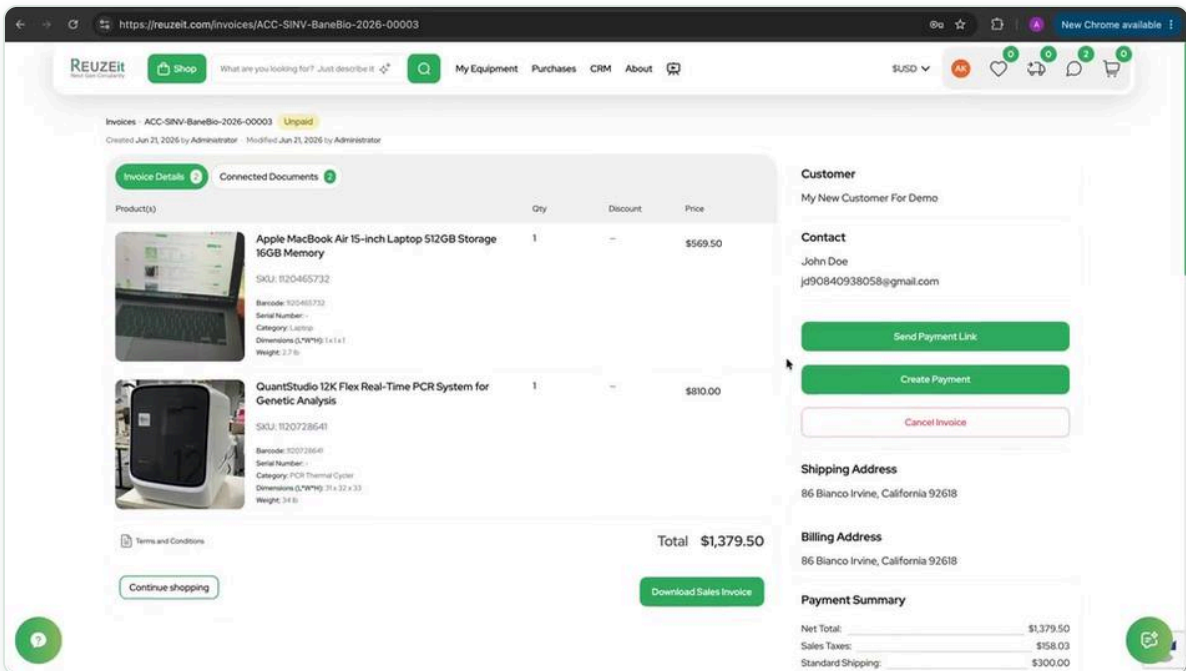 https://reuzeit.com/invoices/ACC-SINV-BaneBio-2026-00003
New Chrome available
REUZEit
Next Gen Circularity
Shop
What are you looking for? Just describe it
My Equipment Purchases CRM About
$USD
AK
0 0 2 0
Invoices · ACC-SINV-BaneBio-2026-00003 Unpaid
Created Jun 21, 2026 by Administrator · Modified Jun 21, 2026 by Administrator
Invoice Details 2 Connected Documents 2
Product(s) Qty Discount Price
Apple MacBook Air 15-inch Laptop 512GB Storage
16GB Memory
1 – $569.50
SKU: 1120465732
Barcode: 1120465732
Serial Number: -
Category: Laptop
Dimensions (L*W*H): 1 x 1 x 1
Weight: 2.7 lb
QuantStudio 12K Flex Real-Time PCR System for
Genetic Analysis
1 – $810.00
SKU: 1120728641
Barcode: 1120728641
Serial Number: -
Category: PCR Thermal Cycler
Dimensions (L*W*H): 31 x 32 x 33
Weight: 34 lb
Terms and Conditions
Total $1,379.50
Continue shopping
Download Sales Invoice
Customer
My New Customer For Demo
Contact
John Doe
jd90840938058@gmail.com
Send Payment Link
Create Payment
Cancel Invoice
Shipping Address
86 Bianco Irvine, California 92618
Billing Address
86 Bianco Irvine, California 92618
Payment Summary
Net Total: $1,379.50
Sales Taxes: $158.03
Standard Shipping: $300.00